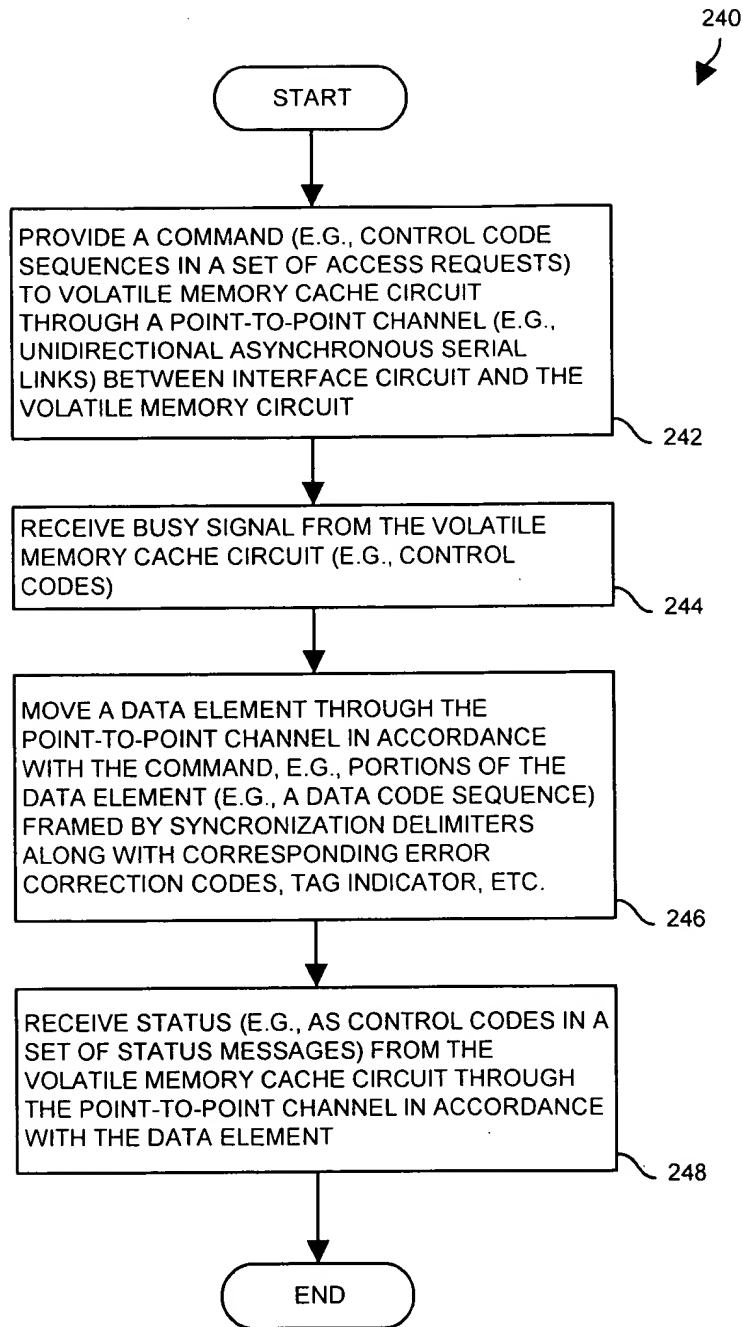 240
START
PROVIDE A COMMAND (E.G., CONTROL CODE
SEQUENCES IN A SET OF ACCESS REQUESTS)
TO VOLATILE MEMORY CACHE CIRCUIT
THROUGH A POINT-TO-POINT CHANNEL (E.G.,
UNIDIRECTIONAL ASYNCHRONOUS SERIAL
LINKS) BETWEEN INTERFACE CIRCUIT AND THE
VOLATILE MEMORY CIRCUIT
242
RECEIVE BUSY SIGNAL FROM THE VOLATILE
MEMORY CACHE CIRCUIT (E.G., CONTROL
CODES)
244
MOVE A DATA ELEMENT THROUGH THE
POINT-TO-POINT CHANNEL IN ACCORDANCE
WITH THE COMMAND, E.G., PORTIONS OF THE
DATA ELEMENT (E.G., A DATA CODE SEQUENCE)
FRAMED BY SYNCRONIZATION DELIMITERS
ALONG WITH CORRESPONDING ERROR
CORRECTION CODES, TAG INDICATOR, ETC.
246
RECEIVE STATUS (E.G., AS CONTROL CODES IN A
SET OF STATUS MESSAGES) FROM THE
VOLATILE MEMORY CACHE CIRCUIT THROUGH
THE POINT-TO-POINT CHANNEL IN ACCORDANCE
WITH THE DATA ELEMENT
248
END